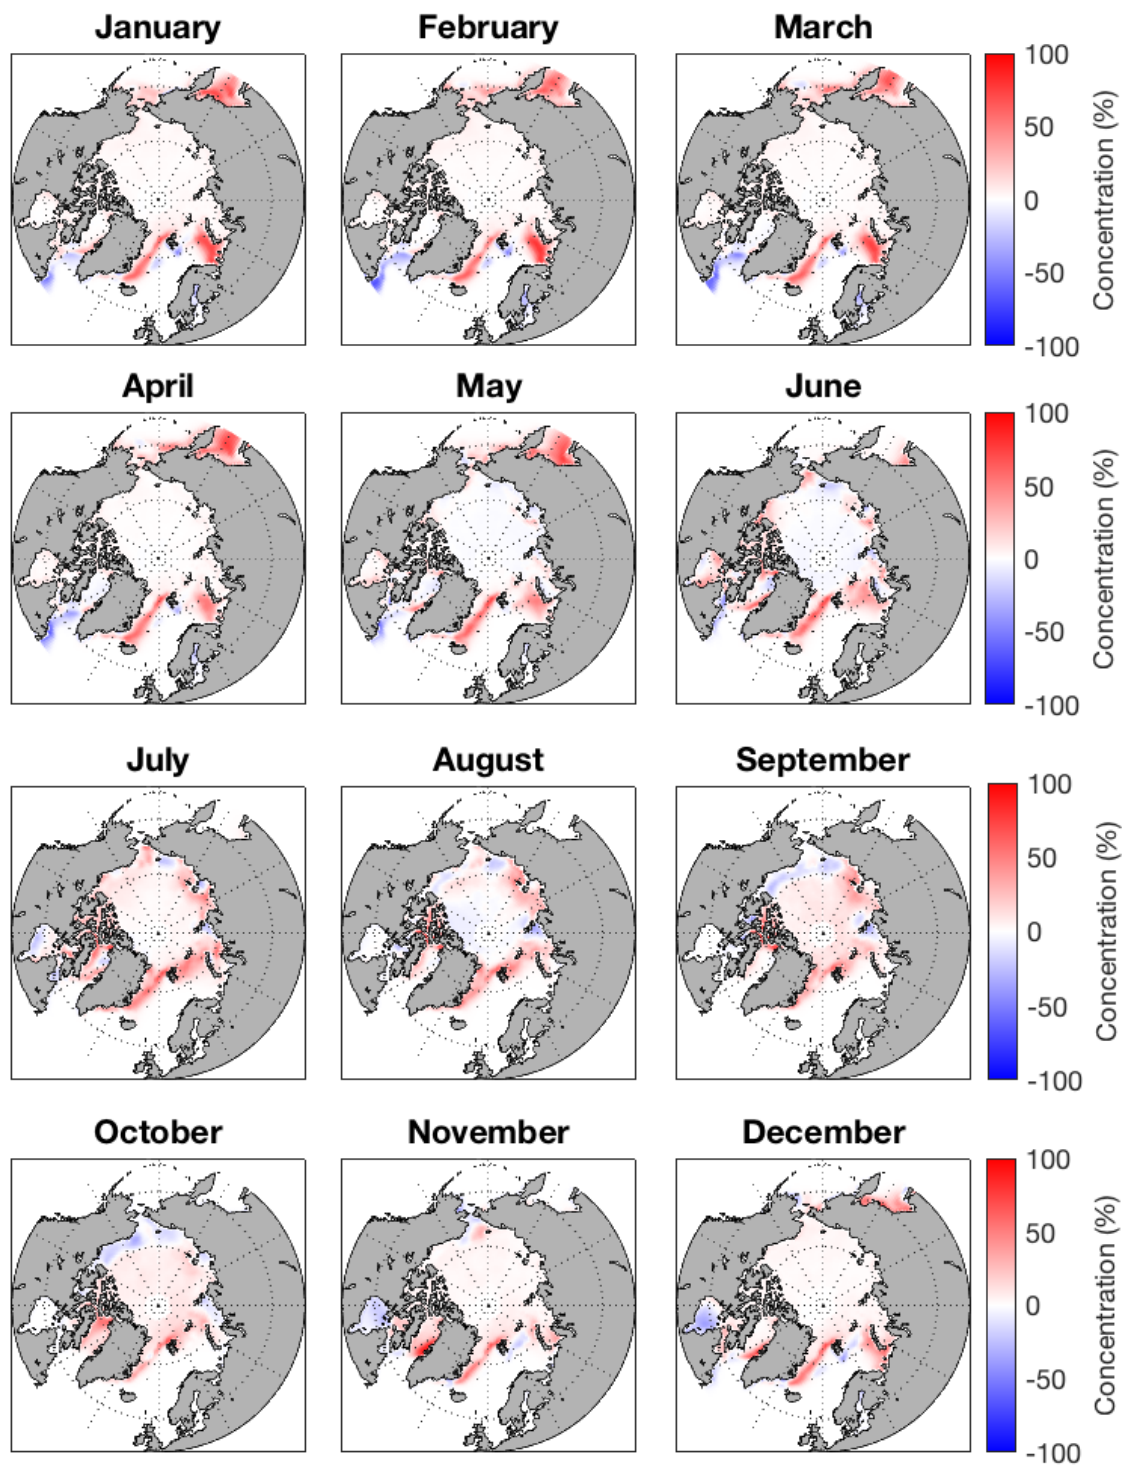 January February March
100
50
0
-50
-100
Concentration (%)
April May June
100
50
0
-50
-100
Concentration (%)
July August September
100
50
0
-50
-100
Concentration (%)
October November December
100
50
0
-50
-100
Concentration (%)